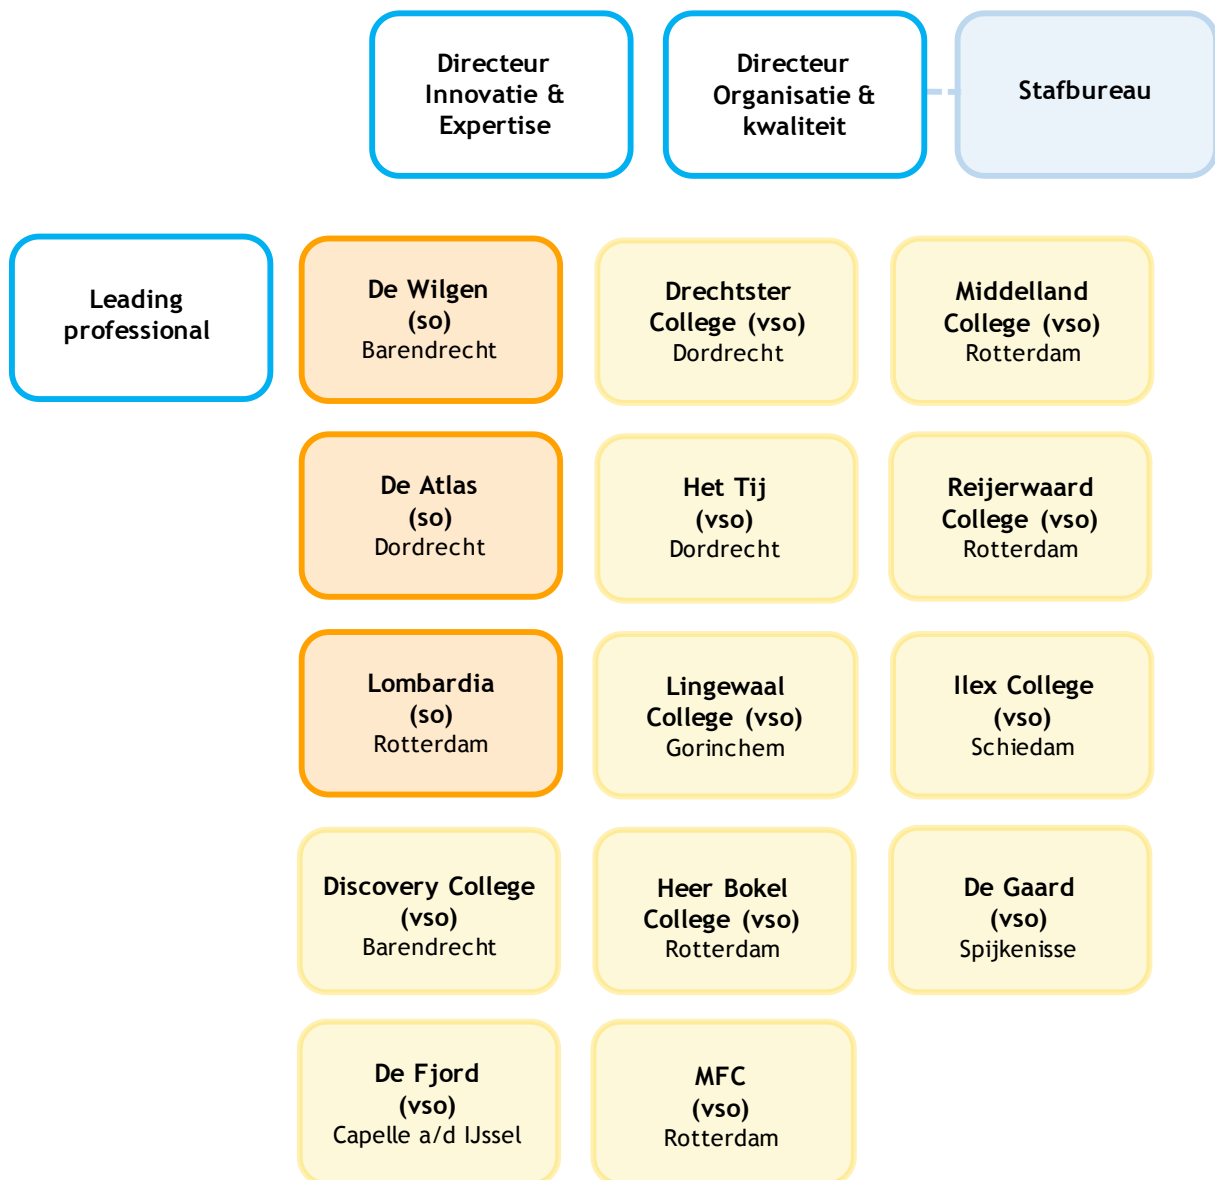 Directeur
Innovatie &
Expertise
Directeur
Organisatie &
kwaliteit
Stafbureau
Leading
professional
De Wilgen
(so)
Barendrecht
Drechtster
College (vso)
Dordrecht
Middelland
College (vso)
Rotterdam
De Atlas
(so)
Dordrecht
Het Tij
(vso)
Dordrecht
Reijerwaard
College (vso)
Rotterdam
Lombardia
(so)
Rotterdam
Lingewaal
College (vso)
Gorinchem
Ilex College
(vso)
Schiedam
Discovery College
(vso)
Barendrecht
Heer Bokel
College (vso)
Rotterdam
De Gaard
(vso)
Spijkenisse
De Fjord
(vso)
Capelle a/d IJssel
MFC
(vso)
Rotterdam